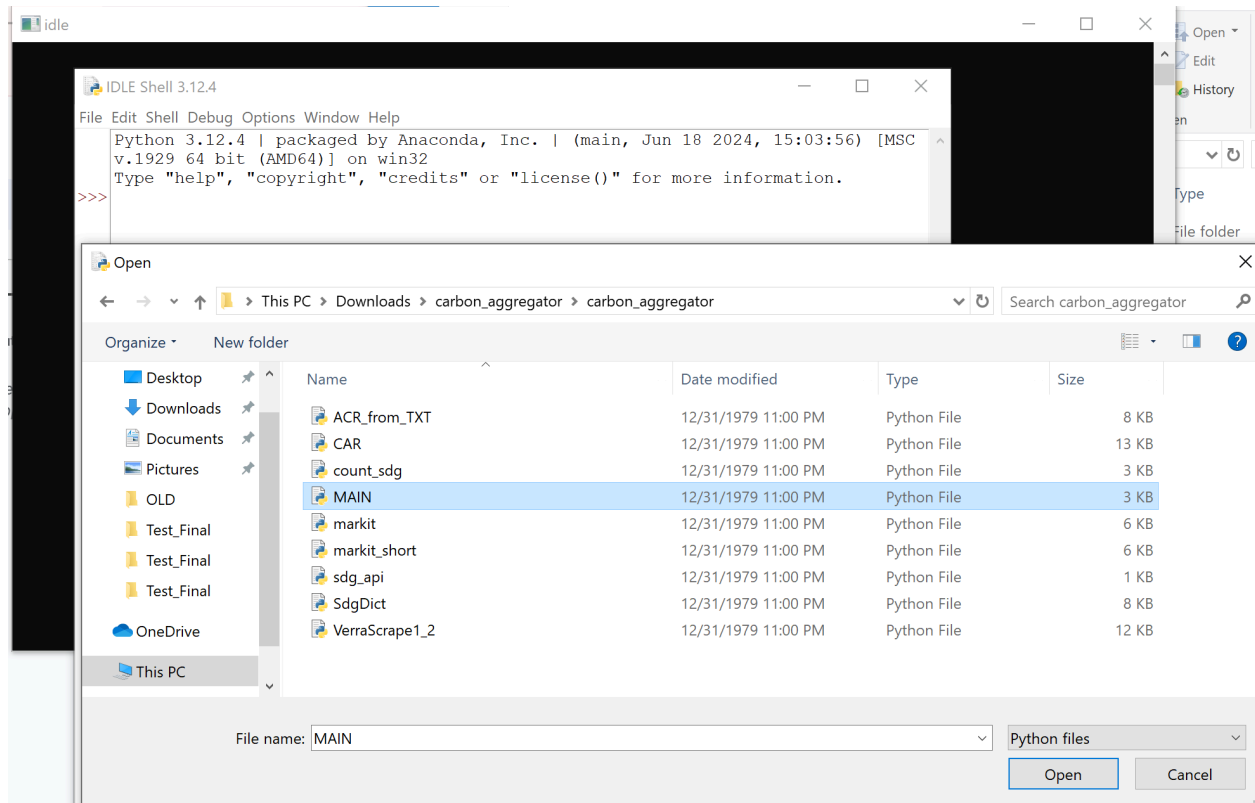 idle
Open
Edit
History
IDLE Shell 3.12.4
File Edit Shell Debug Options Window Help
Python 3.12.4 | packaged by Anaconda, Inc. | (main, Jun 18 2024, 15:03:56) [MSC
v.1929 64 bit (AMD64)] on win32
Type "help", "copyright", "credits" or "license()" for more information.
>>>
Type
File folder
Open
This PC > Downloads > carbon_aggregator > carbon_aggregator
Search carbon_aggregator
Organize
New folder
Desktop
Downloads
Documents
Pictures
OLD
Test_Final
Test_Final
Test_Final
OneDrive
This PC
Name Date modified Type Size
ACR_from_TXT 12/31/1979 11:00 PM Python File 8 KB
CAR 12/31/1979 11:00 PM Python File 13 KB
count_sdg 12/31/1979 11:00 PM Python File 3 KB
MAIN 12/31/1979 11:00 PM Python File 3 KB
markit 12/31/1979 11:00 PM Python File 6 KB
markit_short 12/31/1979 11:00 PM Python File 6 KB
sdg_api 12/31/1979 11:00 PM Python File 1 KB
SdgDict 12/31/1979 11:00 PM Python File 8 KB
VerraScrape1_2 12/31/1979 11:00 PM Python File 12 KB
File name: MAIN
Python files
Open
Cancel